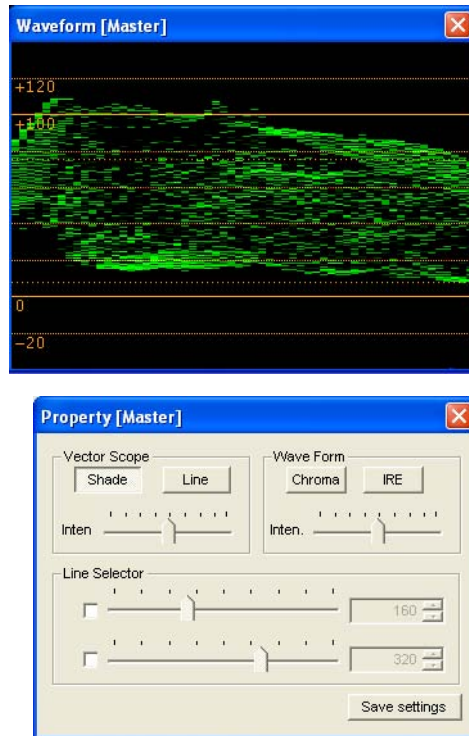 Waveform [Master]
+120
+100
0
−20
Property [Master]
Vector Scope
Shade Line
Inten
Wave Form
Chroma IRE
Inten.
Line Selector
160
320
Save settings